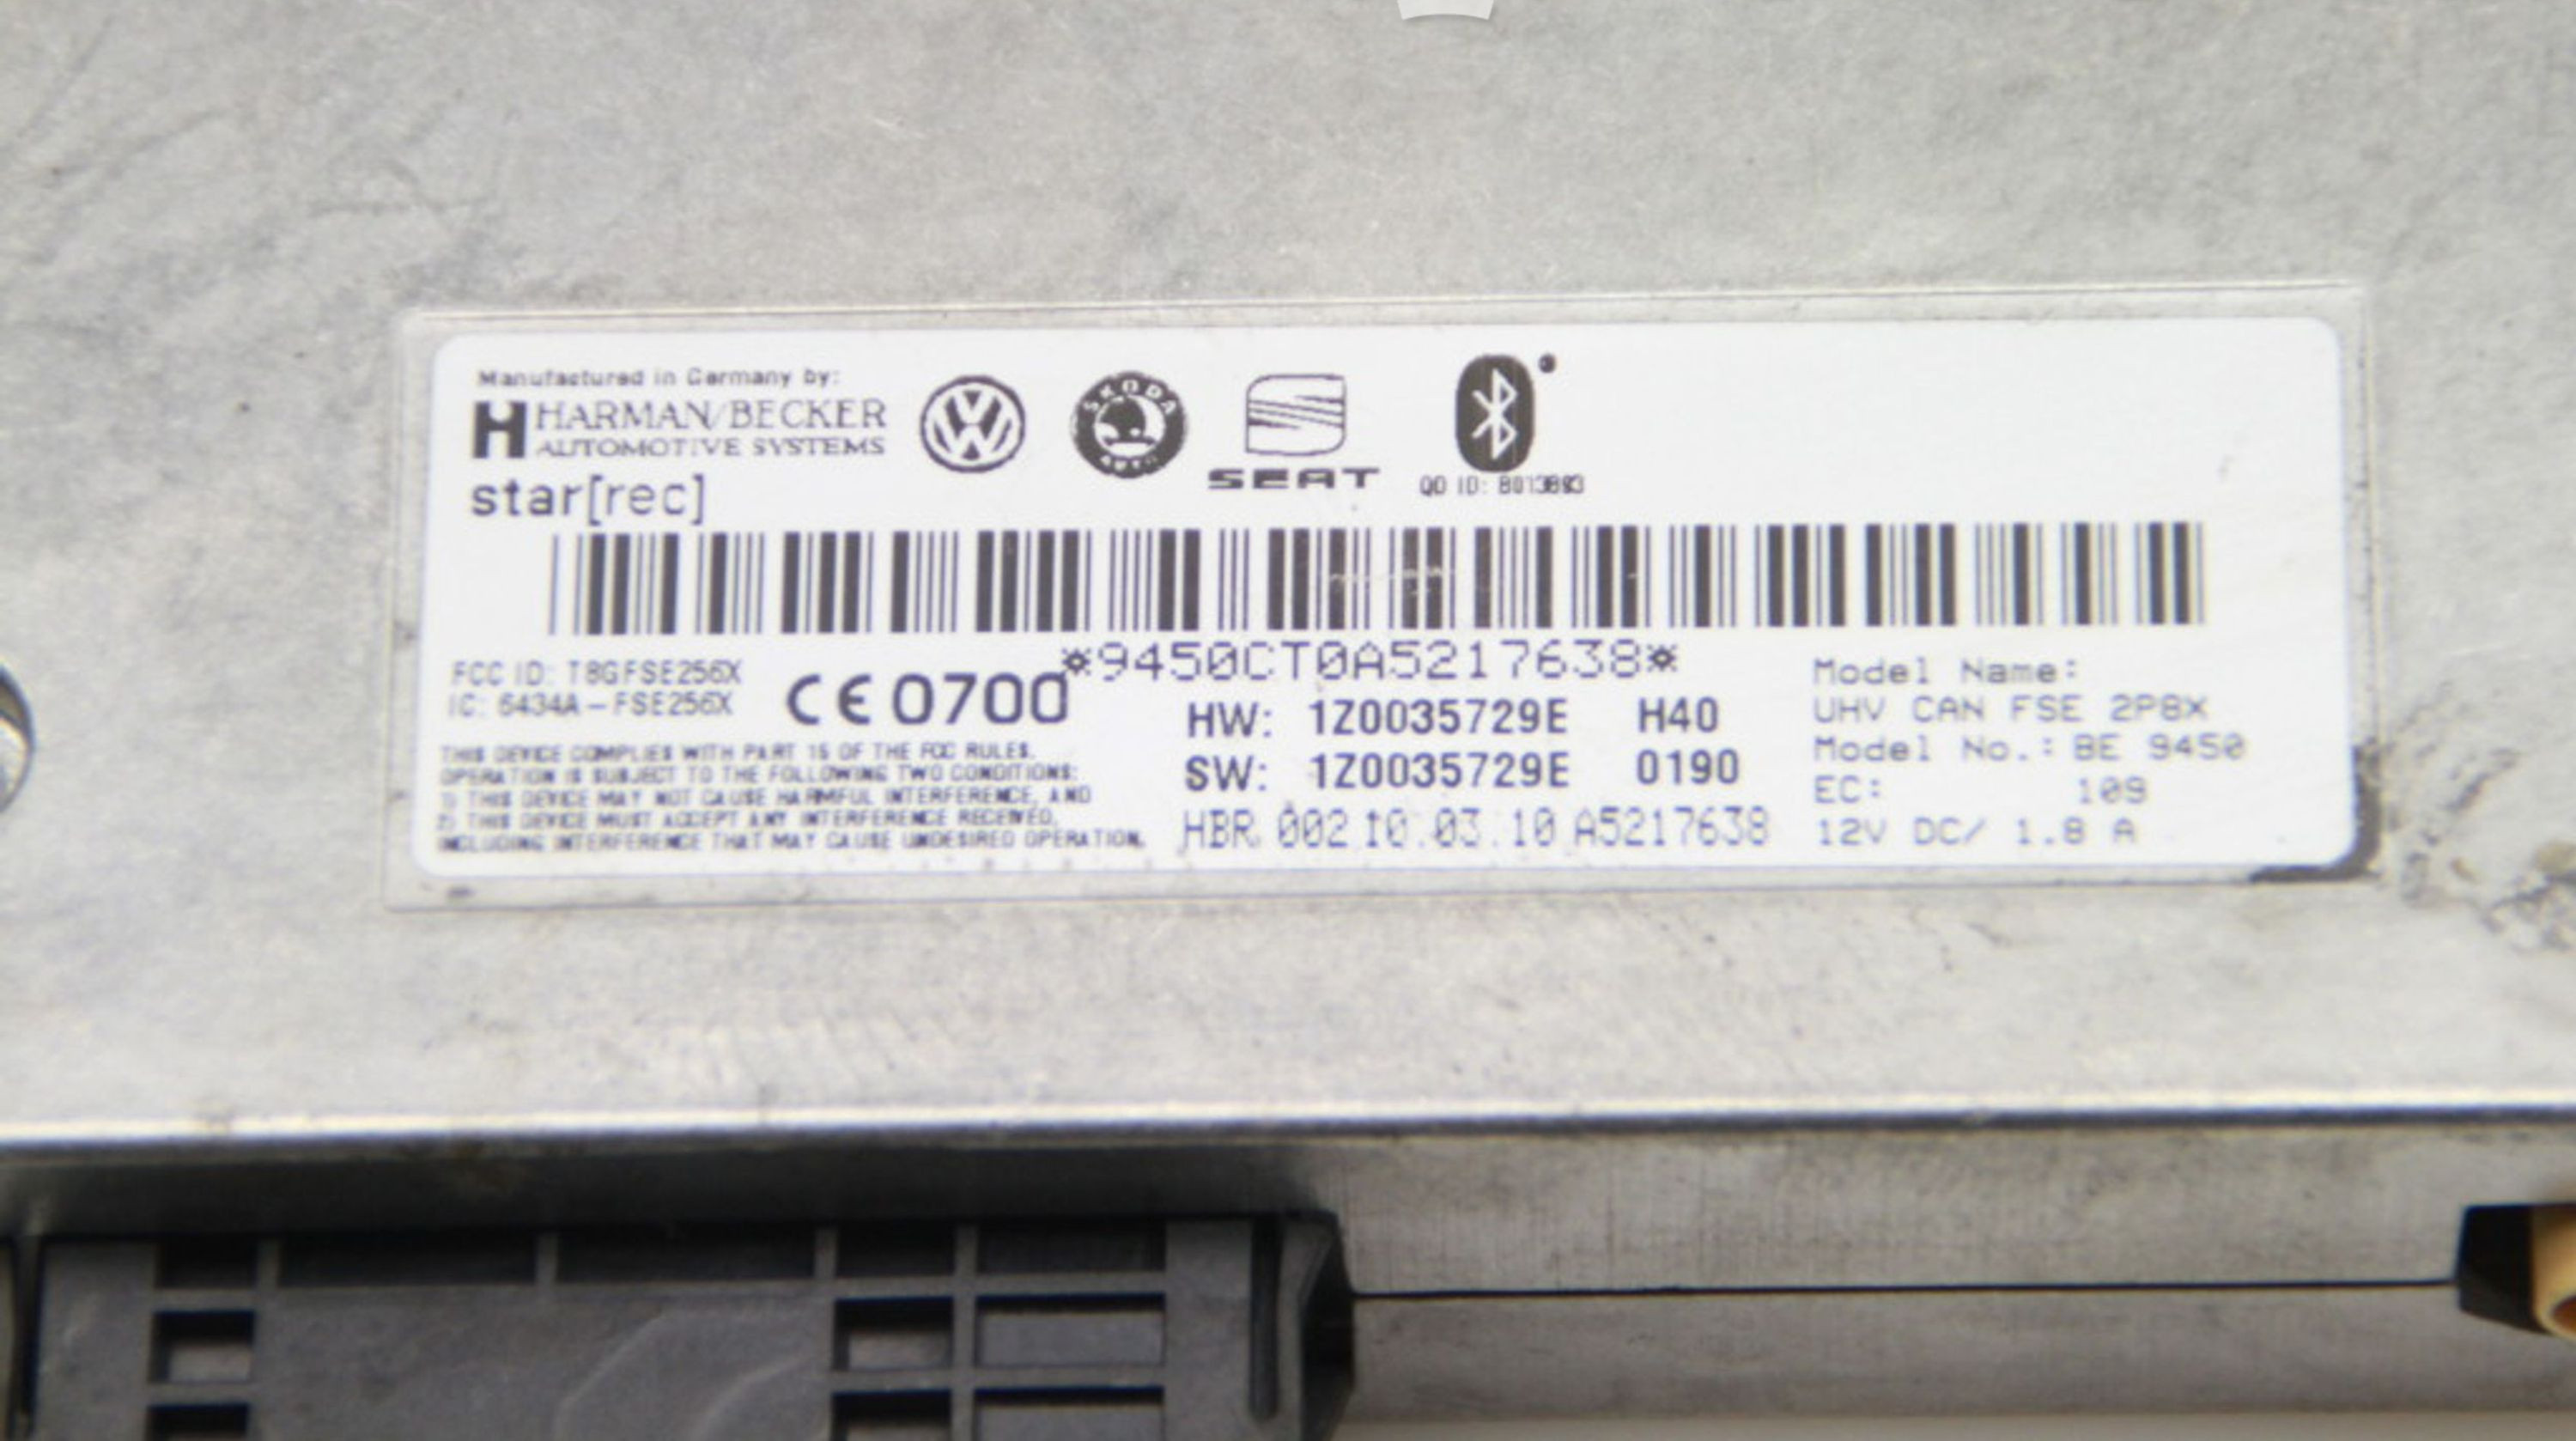 Manufactured in Germany by:
HARMAN/BECKER
AUTOMOTIVE SYSTEMS
star[rec]
SKODA
AUTO
SEAT
QD ID: B013893
*9450CT0A5217638*
FCC ID: T8GFSE256X
IC: 6434A-FSE256X
CE 0700
THIS DEVICE COMPLIES WITH PART 15 OF THE FCC RULES.
OPERATION IS SUBJECT TO THE FOLLOWING TWO CONDITIONS:
1) THIS DEVICE MAY NOT CAUSE HARMFUL INTERFERENCE, AND
2) THIS DEVICE MUST ACCEPT ANY INTERFERENCE RECEIVED,
INCLUDING INTERFERENCE THAT MAY CAUSE UNDESIRED OPERATION.
HW: 1Z0035729E H40
SW: 1Z0035729E 0190
HBR 002 10.03.10 A5217638
Model Name:
UHV CAN FSE 2P8X
Model No.: BE 9450
EC: 109
12V DC/ 1.8 A